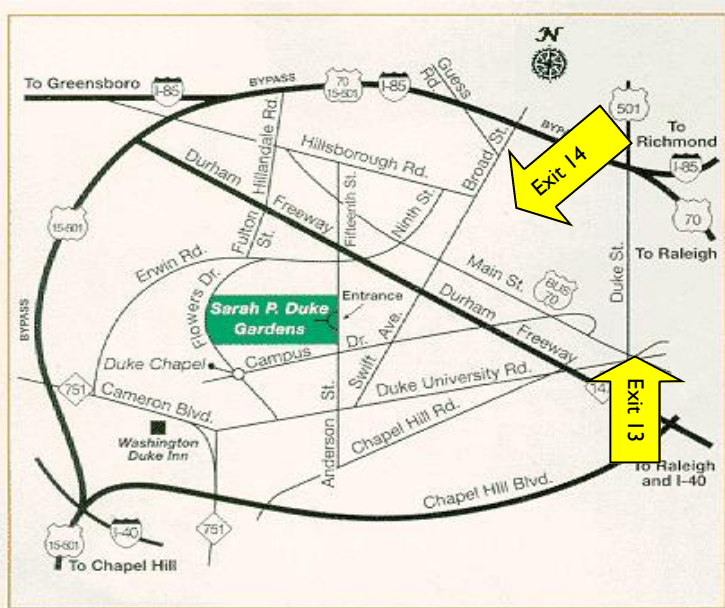 N
To Greensboro
I-85
BYPASS
70
15-501
I-85
Guess
Rd.
501
BYPASS
To
Richmond
I-85
70
To Raleigh
Exit 14
Broad St.
Hillandale Rd.
Hillsborough Rd.
Durham
Freeway
Fulton
St.
Fifteenth St.
Ninth St.
15-501
BYPASS
Erwin Rd.
Flowers Dr.
Main St.
BUS
70
Duke St.
Sarah P. Duke
Gardens
Entrance
Durham
Freeway
Campus
Dr.
Swift
Ave.
Duke Chapel
Duke University Rd.
751
Cameron Blvd.
Exit 13
Anderson
St.
Chapel Hill Rd.
Washington
Duke Inn
To Raleigh
and I-40
Chapel Hill Blvd.
751
15-501
I-40
To Chapel Hill